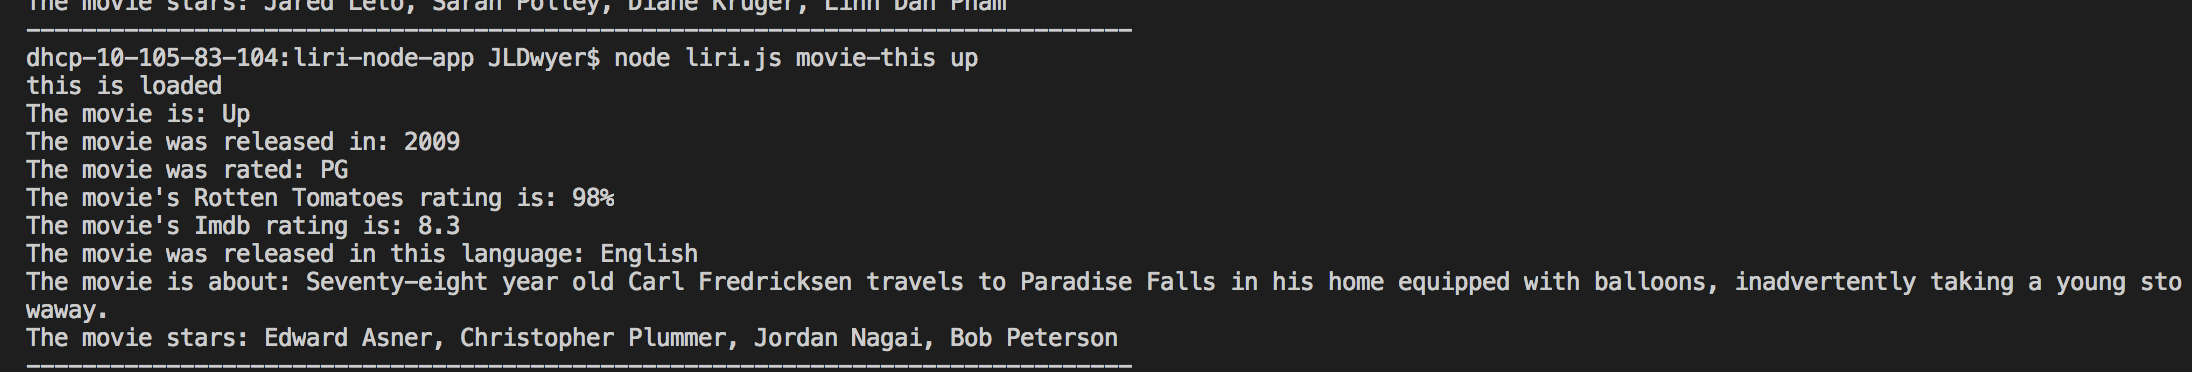 The movie stars: Jared Leto, Sarah Polley, Diane Kruger, Linh Dan Pham
-------------------------------------------------------------------------------
dhcp-10-105-83-104:liri-node-app JLDwyer$ node liri.js movie-this up
this is loaded
The movie is: Up
The movie was released in: 2009
The movie was rated: PG
The movie's Rotten Tomatoes rating is: 98%
The movie's Imdb rating is: 8.3
The movie was released in this language: English
The movie is about: Seventy-eight year old Carl Fredricksen travels to Paradise Falls in his home equipped with balloons, inadvertently taking a young sto
waway.
The movie stars: Edward Asner, Christopher Plummer, Jordan Nagai, Bob Peterson
-------------------------------------------------------------------------------